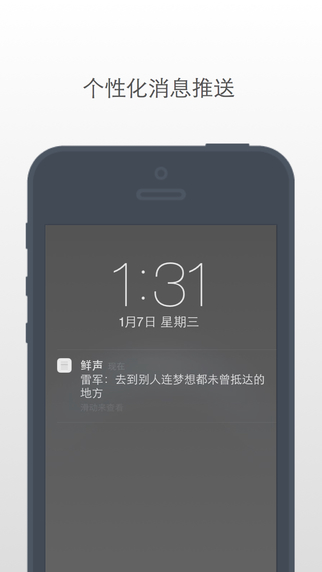 个性化消息推送
1:31
1月7日 星期三
鲜声 现在
雷军：去到别人连梦想都未曾抵达的
地方
滑动来查看